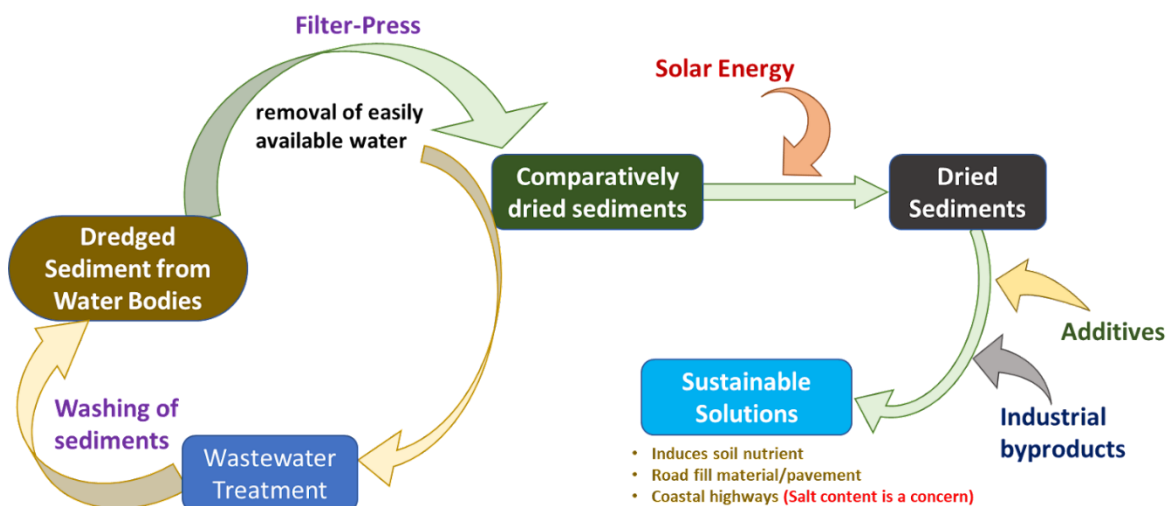 Filter-Press
removal of easily
available water
Solar Energy
Comparatively
dried sediments
Dried
Sediments
Dredged
Sediment from
Water Bodies
Additives
Washing of
sediments
Sustainable
Solutions
Industrial
byproducts
Wastewater
Treatment
• Induces soil nutrient
• Road fill material/pavement
• Coastal highways (Salt content is a concern)